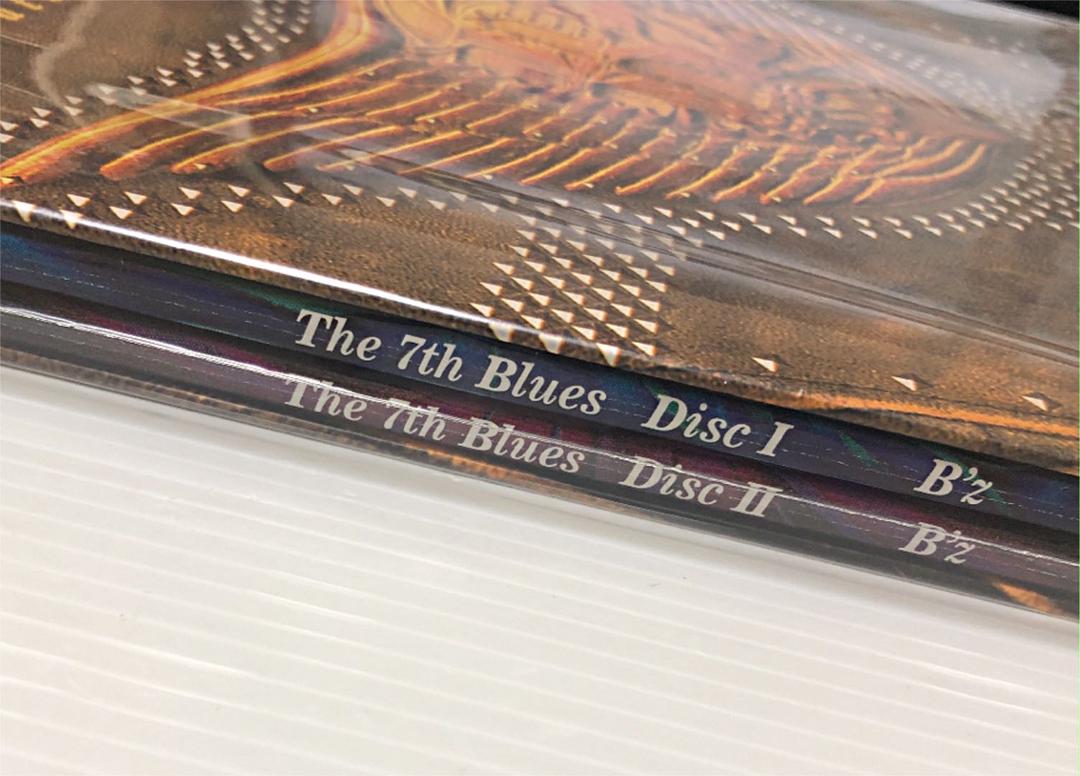 The 7th Blues Disc I B'z
The 7th Blues Disc II B'z